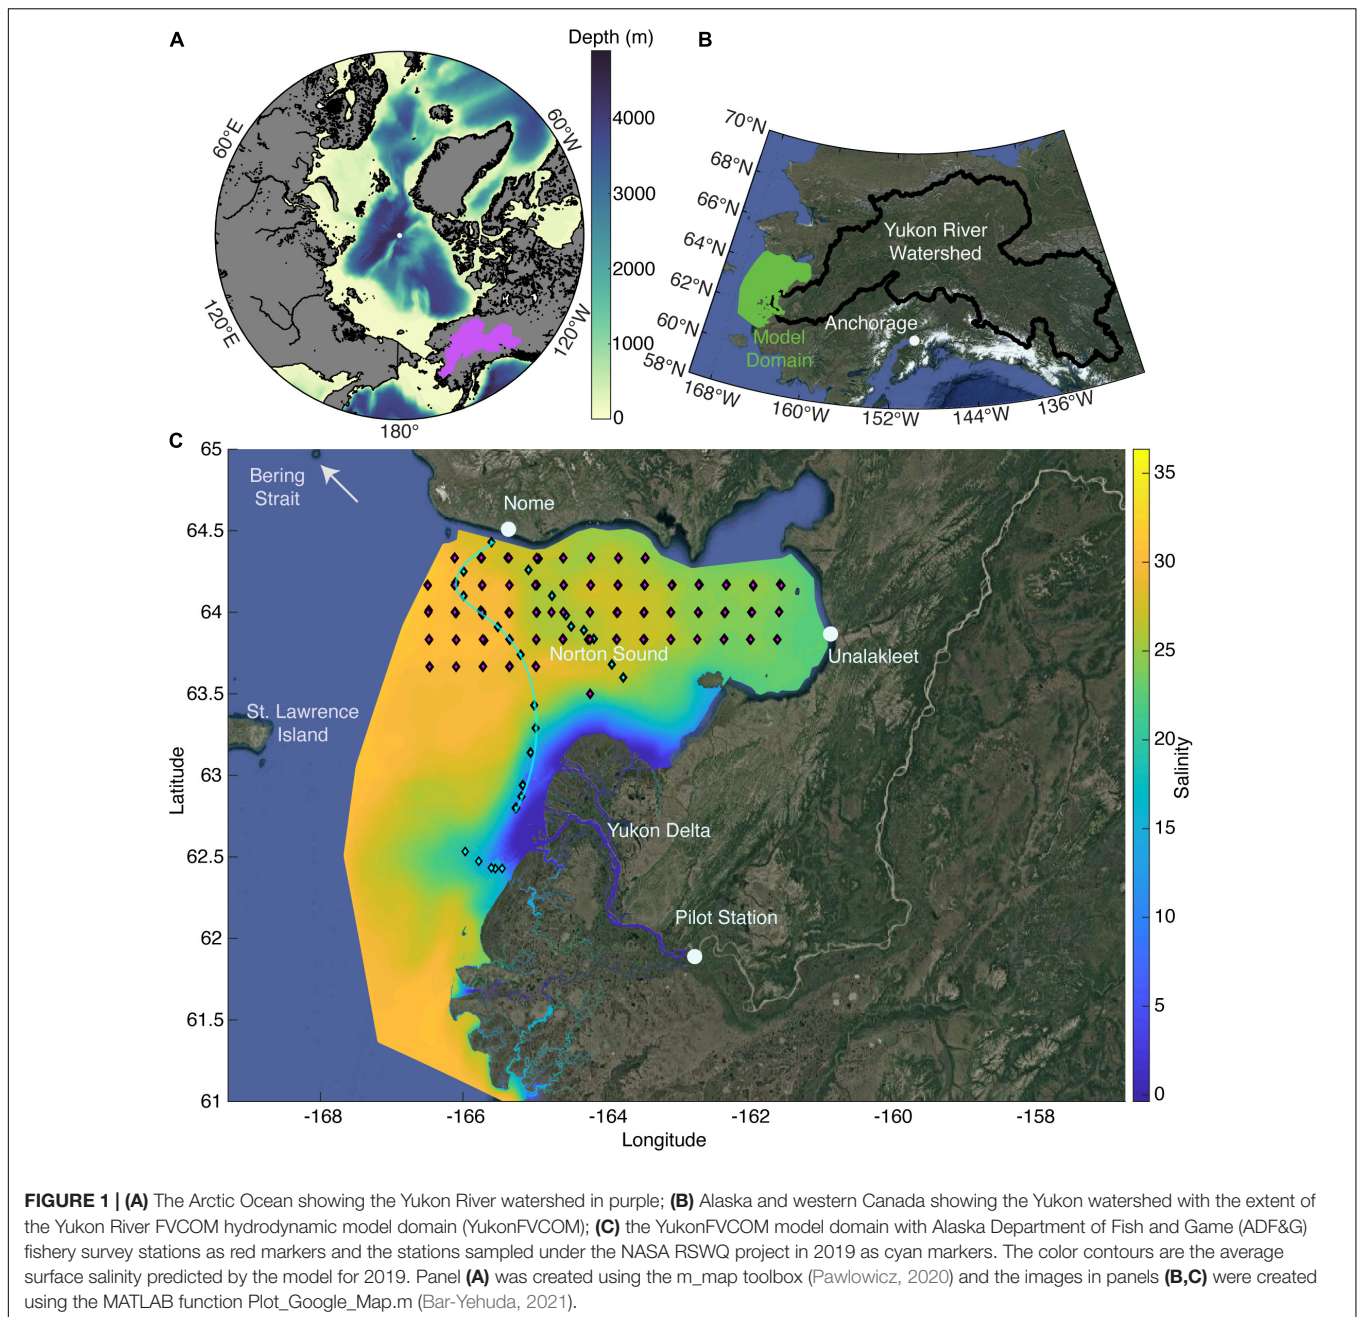 A
Depth (m)
4000
3000
2000
1000
0
60°E
60°W
120°E
120°W
180°
B
70°N
68°N
66°N
64°N
62°N
60°N
58°N
168°W
160°W
152°W
144°W
136°W
Yukon River
Watershed
Anchorage
Model
Domain
C
65
64.5
64
63.5
63
62.5
62
61.5
61
Latitude
-168
-166
-164
-162
-160
-158
Longitude
Bering
Strait
Nome
Norton Sound
Unalakleet
St. Lawrence
Island
Yukon Delta
Pilot Station
35
30
25
20
15
10
5
0
Salinity
FIGURE 1 | (A) The Arctic Ocean showing the Yukon River watershed in purple; (B) Alaska and western Canada showing the Yukon watershed with the extent of
the Yukon River FVCOM hydrodynamic model domain (YukonFVCOM); (C) the YukonFVCOM model domain with Alaska Department of Fish and Game (ADF&G)
fishery survey stations as red markers and the stations sampled under the NASA RSWQ project in 2019 as cyan markers. The color contours are the average
surface salinity predicted by the model for 2019. Panel (A) was created using the m_map toolbox (Pawlowicz, 2020) and the images in panels (B,C) were created
using the MATLAB function Plot_Google_Map.m (Bar-Yehuda, 2021).